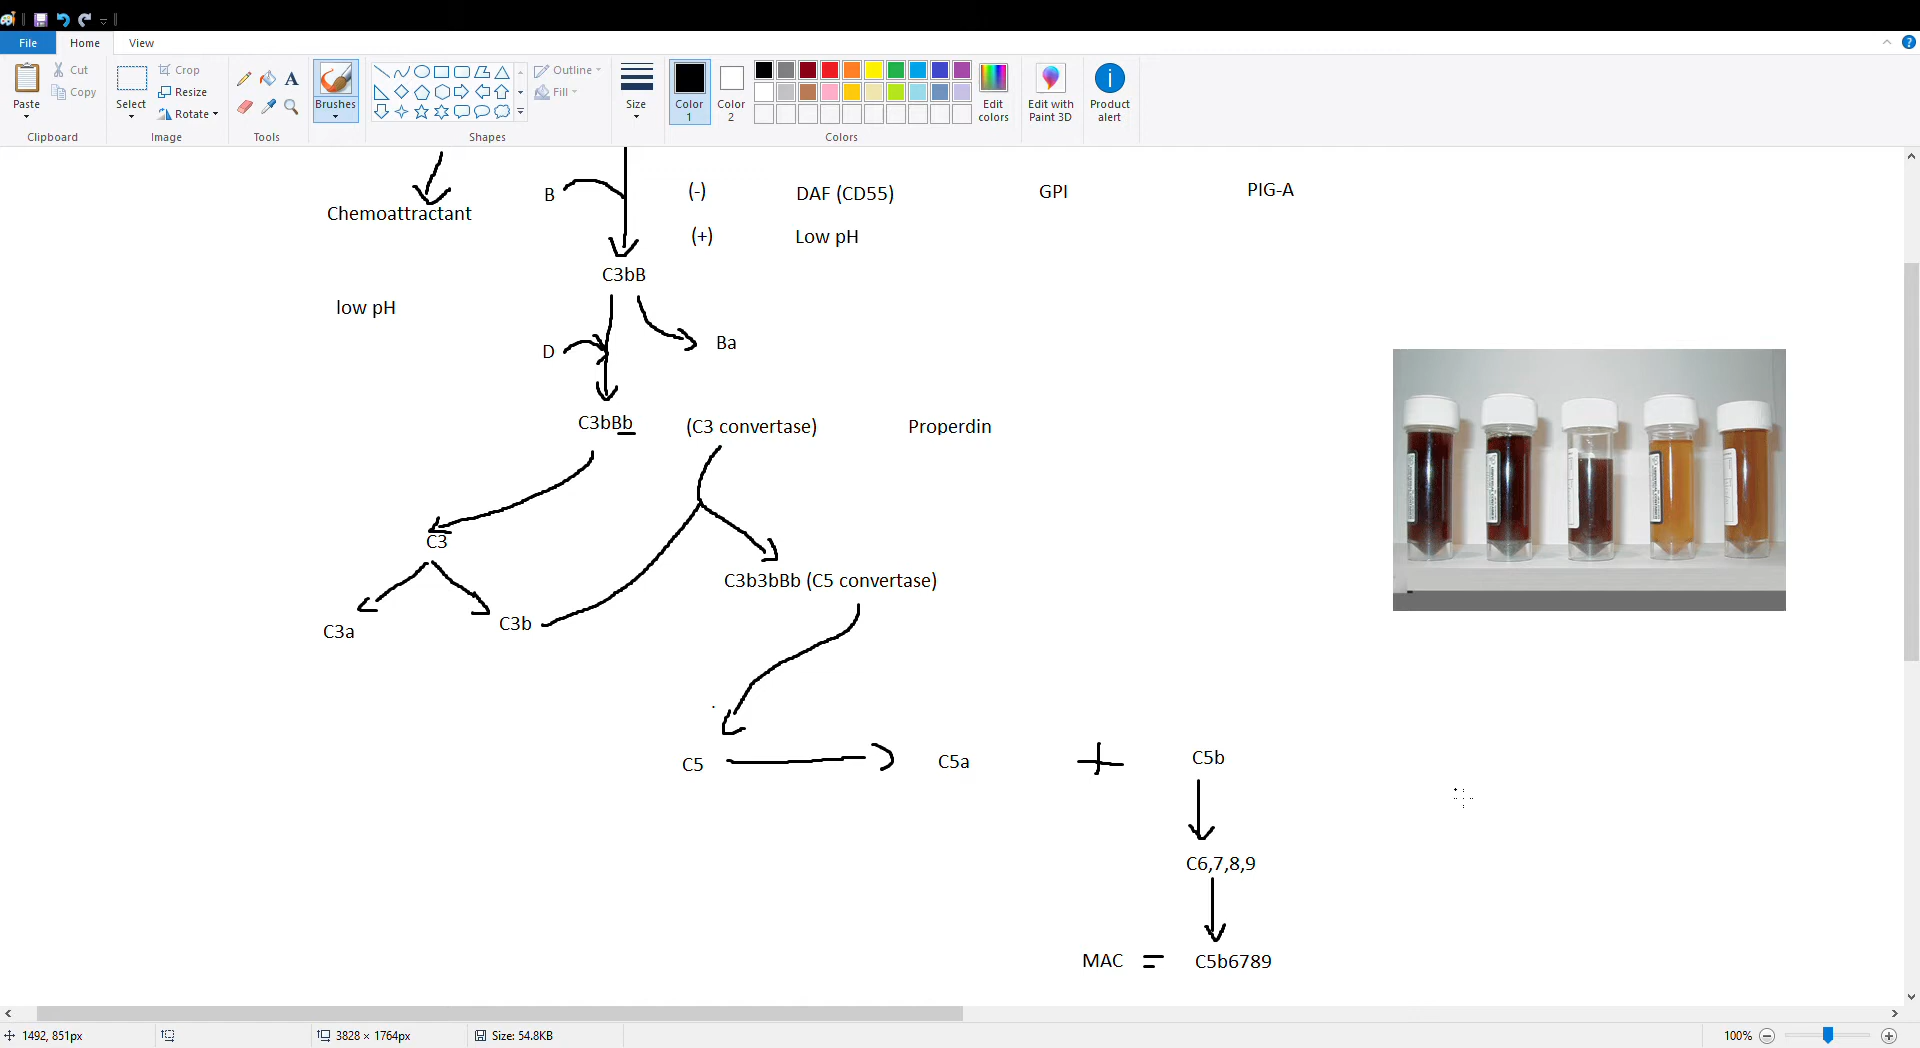 File
Home
View
Paste
Cut
Copy
Clipboard
Select
Crop
Resize
Rotate
Image
Tools
Brushes
Shapes
Outline
Fill
Size
Color
1
Color
2
Colors
Edit
colors
Edit with
Paint 3D
Product
alert
Chemoattractant
B
(-)
DAF (CD55)
GPI
PIG-A
(+)
Low pH
C3bB
low pH
D
Ba
C3bBb
(C3 convertase)
Properdin
C3
C3a
C3b
C3b3bBb (C5 convertase)
C5
C5a
+
C5b
C6,7,8,9
MAC = C5b6789
1492, 851px
3828 × 1764px
Size: 54.8KB
100%